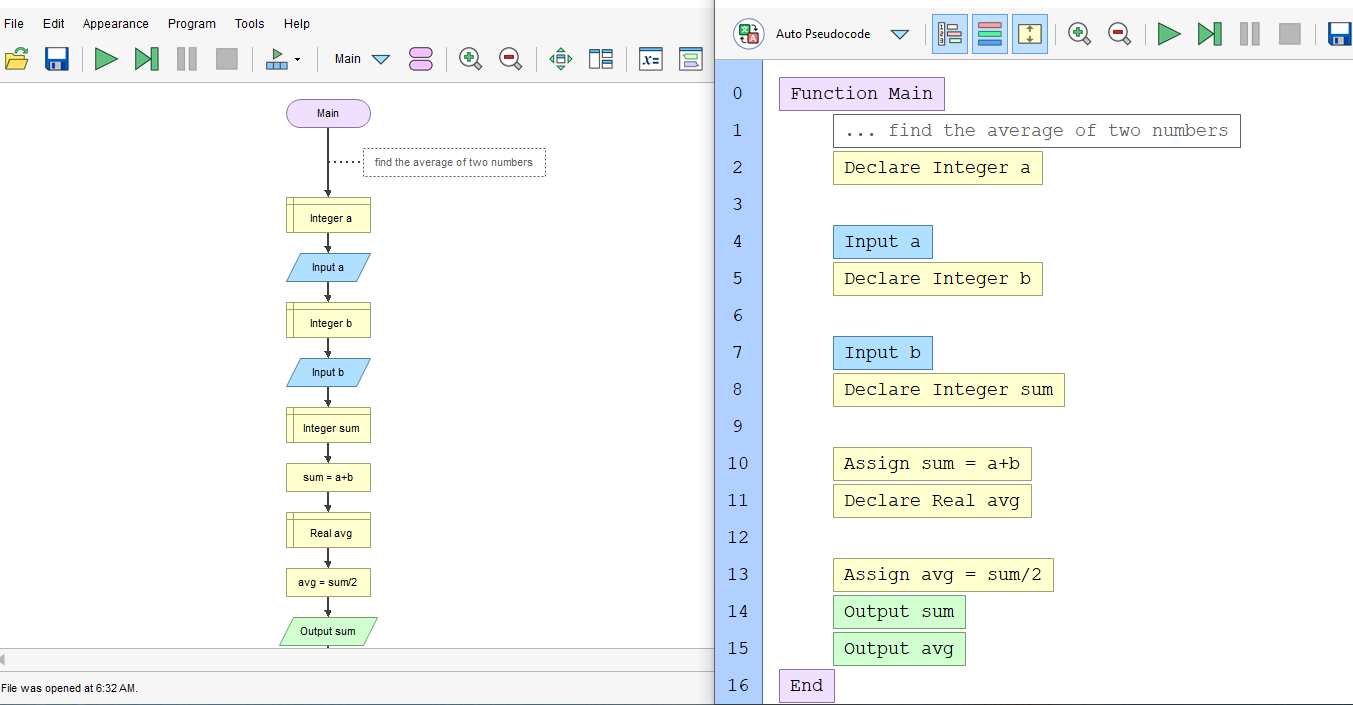 File Edit Appearance Program Tools Help
Main
x=
Main
find the average of two numbers
Integer a
Input a
Integer b
Input b
Integer sum
sum = a+b
Real avg
avg = sum/2
Output sum
File was opened at 6:32 AM.
Auto Pseudocode
0 Function Main
1 ... find the average of two numbers
2 Declare Integer a
3
4 Input a
5 Declare Integer b
6
7 Input b
8 Declare Integer sum
9
10 Assign sum = a+b
11 Declare Real avg
12
13 Assign avg = sum/2
14 Output sum
15 Output avg
16 End